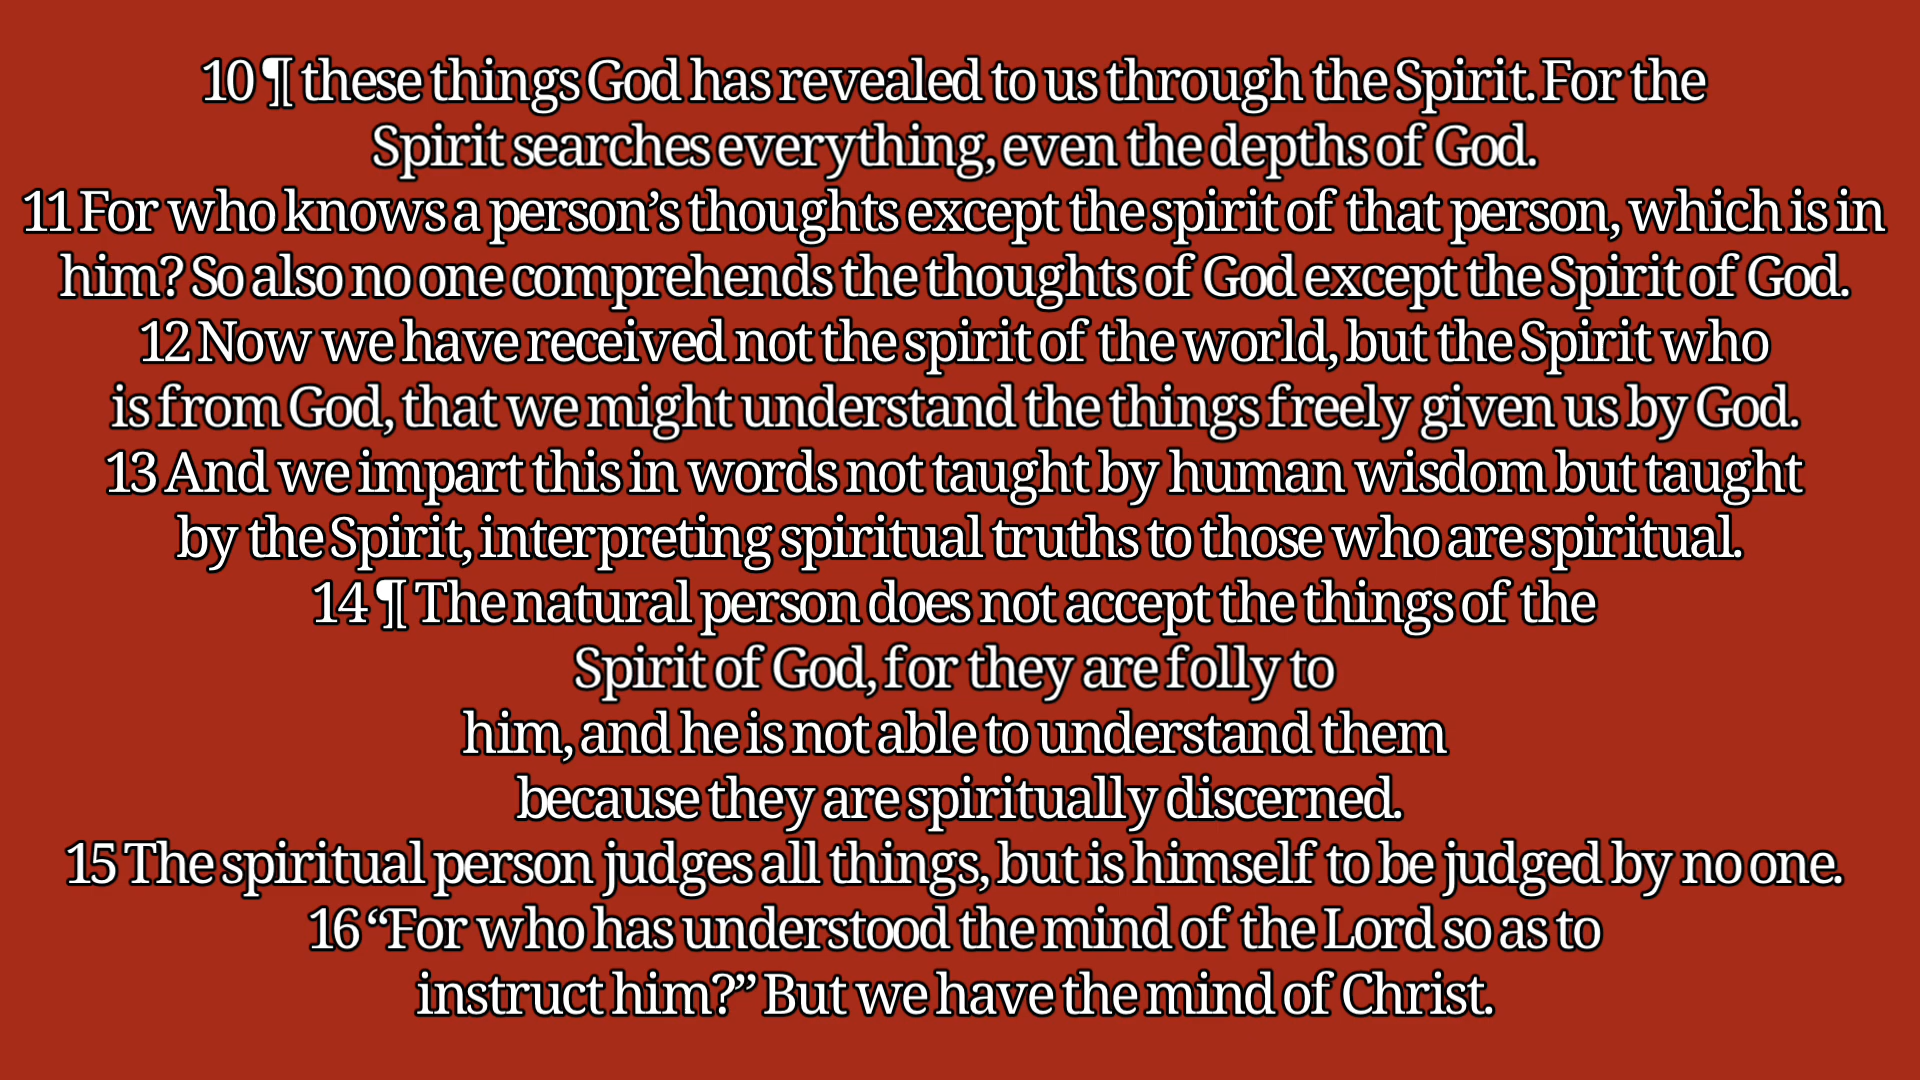 10 ¶ these things God has revealed to us through the Spirit. For the
Spirit searches everything, even the depths of God.
11 For who knows a person’s thoughts except the spirit of that person, which is in
him? So also no one comprehends the thoughts of God except the Spirit of God.
12 Now we have received not the spirit of the world, but the Spirit who
is from God, that we might understand the things freely given us by God.
13 And we impart this in words not taught by human wisdom but taught
by the Spirit, interpreting spiritual truths to those who are spiritual.
14 ¶ The natural person does not accept the things of the
Spirit of God, for they are folly to
him, and he is not able to understand them
because they are spiritually discerned.
15 The spiritual person judges all things, but is himself to be judged by no one.
16 “For who has understood the mind of the Lord so as to
instruct him?” But we have the mind of Christ.